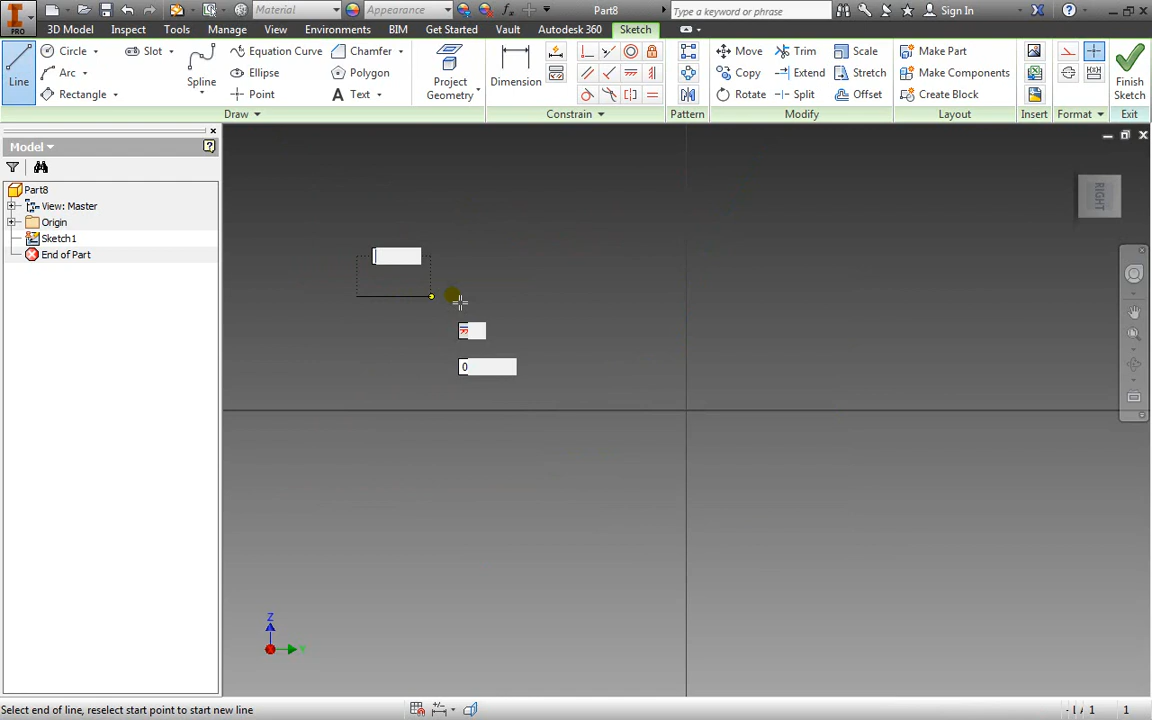 Material
Appearance
Part8
Type a keyword or phrase
Sign In
PRO
3D Model
Inspect
Tools
Manage
View
Environments
BIM
Get Started
Vault
Autodesk 360
Sketch
Line
Circle
Arc
Rectangle
Slot
Spline
Equation Curve
Ellipse
Point
Chamfer
Polygon
Text
Project Geometry
Dimension
Move
Copy
Rotate
Trim
Extend
Split
Scale
Stretch
Offset
Make Part
Make Components
Create Block
Finish Sketch
Draw
Constrain
Pattern
Modify
Layout
Insert
Format
Exit
Model
Part8
View: Master
Origin
Sketch1
End of Part
RIGHT
0
Z
Y
Select end of line, reselect start point to start new line
1
1